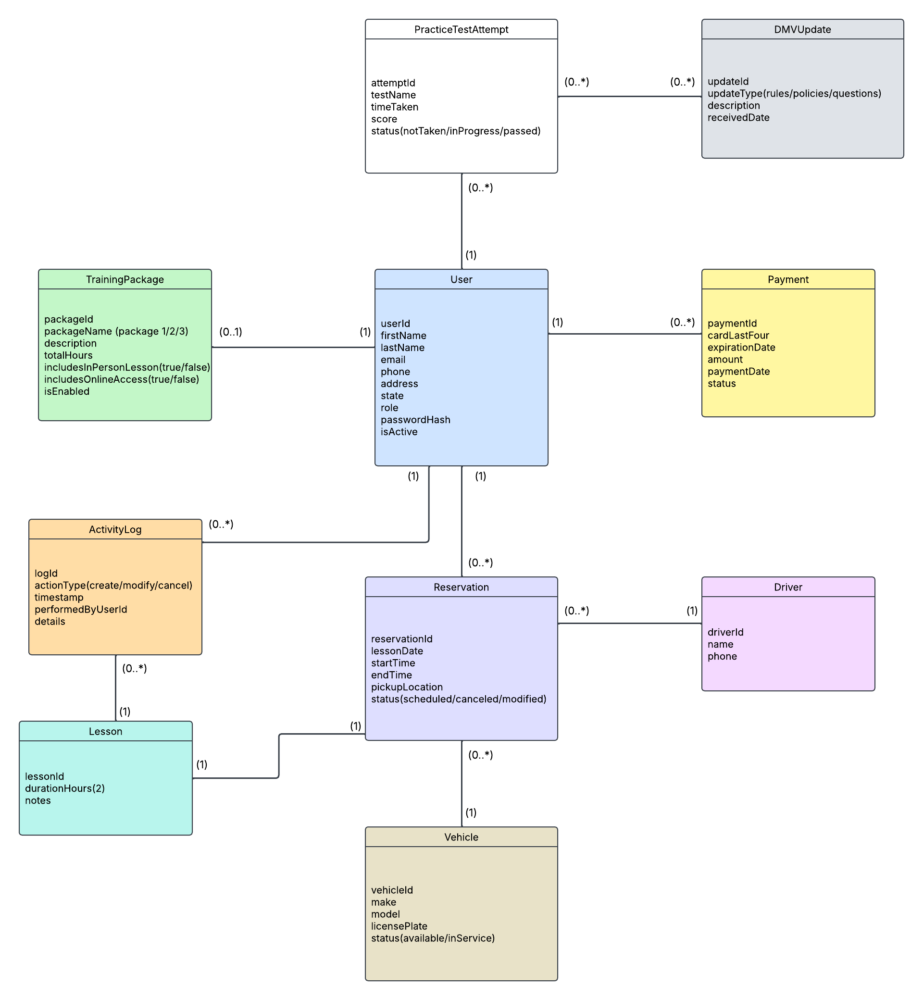 PracticeTestAttempt
attemptId
testName
timeTaken
score
status(notTaken/inProgress/passed)
(0..*)
(0..*)
DMVUpdate
updateId
updateType(rules/policies/questions)
description
receivedDate
(0..*)
(1)
TrainingPackage
packageId
packageName (package 1/2/3)
description
totalHours
includesInPersonLesson(true/false)
includesOnlineAccess(true/false)
isEnabled
(0..1)
(1)
User
userId
firstName
lastName
email
phone
address
state
role
passwordHash
isActive
(1)
(0..*)
Payment
paymentId
cardLastFour
expirationDate
amount
paymentDate
status
(1)
(1)
(0..*)
ActivityLog
logId
actionType(create/modify/cancel)
timestamp
performedByUserId
details
(0..*)
Reservation
reservationId
lessonDate
startTime
endTime
pickupLocation
status(scheduled/canceled/modified)
(0..*)
(1)
Driver
driverId
name
phone
(0..*)
(1)
Lesson
lessonId
durationHours(2)
notes
(1)
(1)
(0..*)
(1)
Vehicle
vehicleId
make
model
licensePlate
status(available/inService)